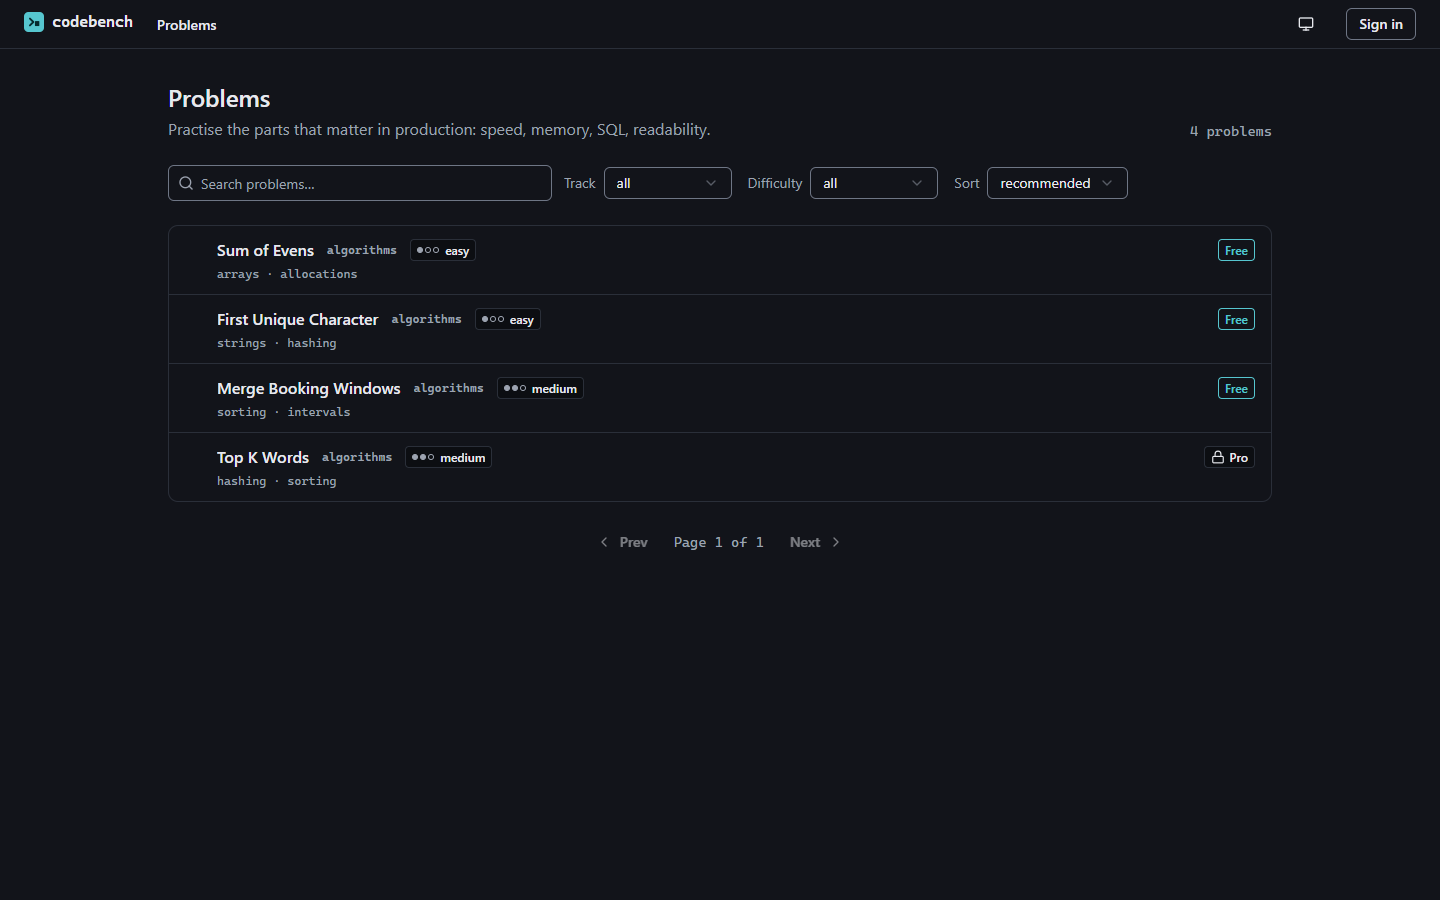 codebench Problems Sign in
Problems
Practise the parts that matter in production: speed, memory, SQL, readability.
4 problems
Search problems... Track all Difficulty all Sort recommended
Sum of Evens algorithms easy Free
arrays · allocations
First Unique Character algorithms easy Free
strings · hashing
Merge Booking Windows algorithms medium Free
sorting · intervals
Top K Words algorithms medium Pro
hashing · sorting
Prev Page 1 of 1 Next